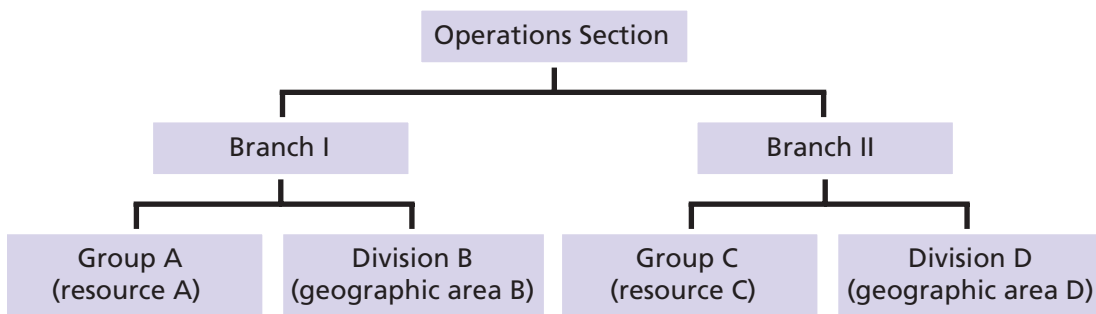 Operations Section
Branch I
Branch II
Group A
(resource A)
Division B
(geographic area B)
Group C
(resource C)
Division D
(geographic area D)